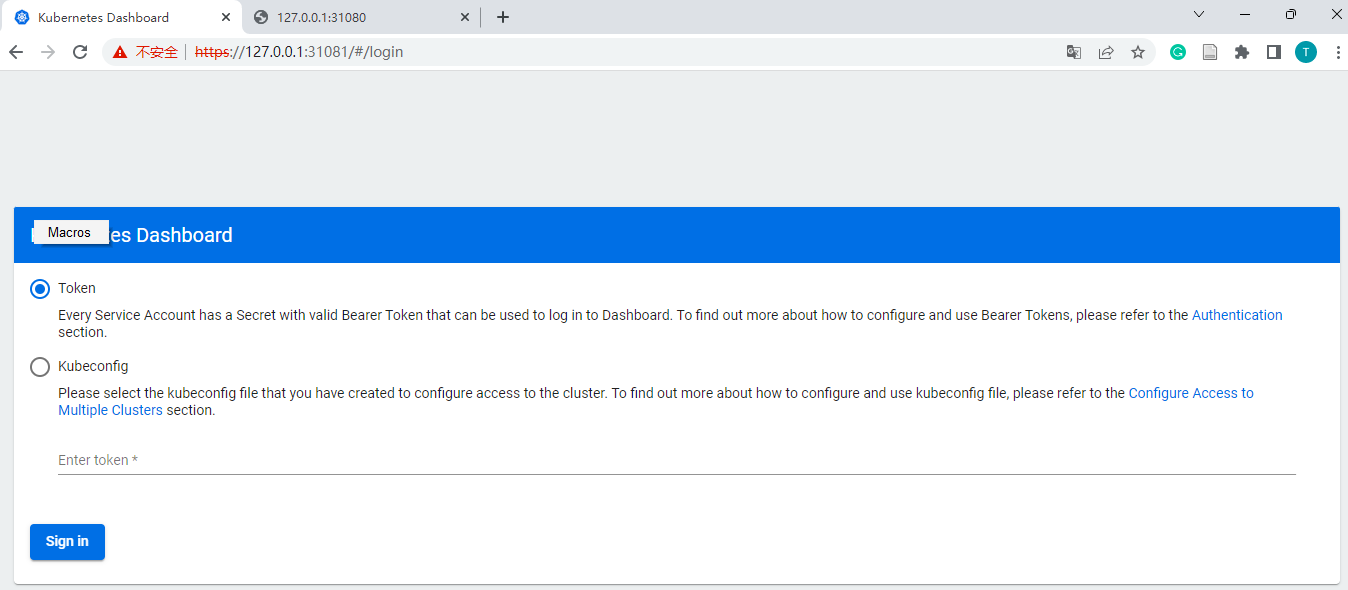 Kubernetes Dashboard
127.0.0.1:31080
不安全
https://127.0.0.1:31081/#/login
G
T
Macros
es Dashboard
Token
Every Service Account has a Secret with valid Bearer Token that can be used to log in to Dashboard. To find out more about how to configure and use Bearer Tokens, please refer to the Authentication
section.
Kubeconfig
Please select the kubeconfig file that you have created to configure access to the cluster. To find out more about how to configure and use kubeconfig file, please refer to the Configure Access to
Multiple Clusters section.
Enter token *
Sign in